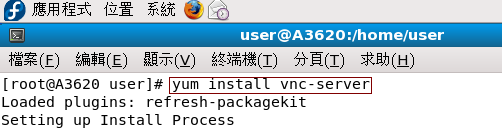 應用程式 位置 系統
user@A3620:/home/user
檔案(F) 編輯(E) 顯示(V) 終端機(T) 分頁(T) 求助(H)
[root@A3620 user]# yum install vnc-server
Loaded plugins: refresh-packagekit
Setting up Install Process